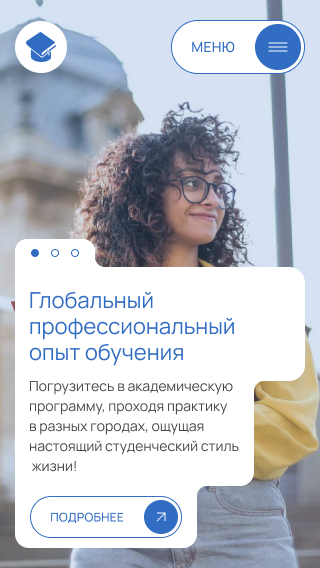 МЕНЮ
Глобальный
профессиональный
опыт обучения
Погрузитесь в академическую
программу, проходя практику
в разных городах, ощущая
настоящий студенческий стиль
жизни!
ПОДРОБНЕЕ